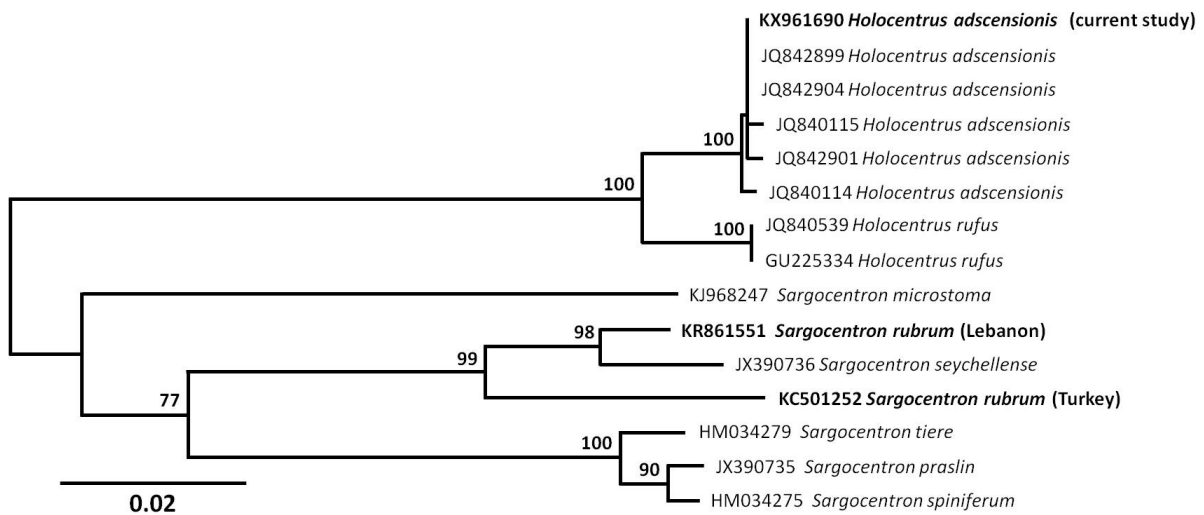 KX961690 Holocentrus adscensionis (current study)
JQ842899 Holocentrus adscensionis
JQ842904 Holocentrus adscensionis
JQ840115 Holocentrus adscensionis
100
JQ842901 Holocentrus adscensionis
100
JQ840114 Holocentrus adscensionis
100
JQ840539 Holocentrus rufus
GU225334 Holocentrus rufus
KJ968247 Sargocentron microstoma
98
KR861551 Sargocentron rubrum (Lebanon)
99
JX390736 Sargocentron seychellense
77
KC501252 Sargocentron rubrum (Turkey)
HM034279 Sargocentron tiere
100
90
JX390735 Sargocentron praslin
HM034275 Sargocentron spiniferum
0.02